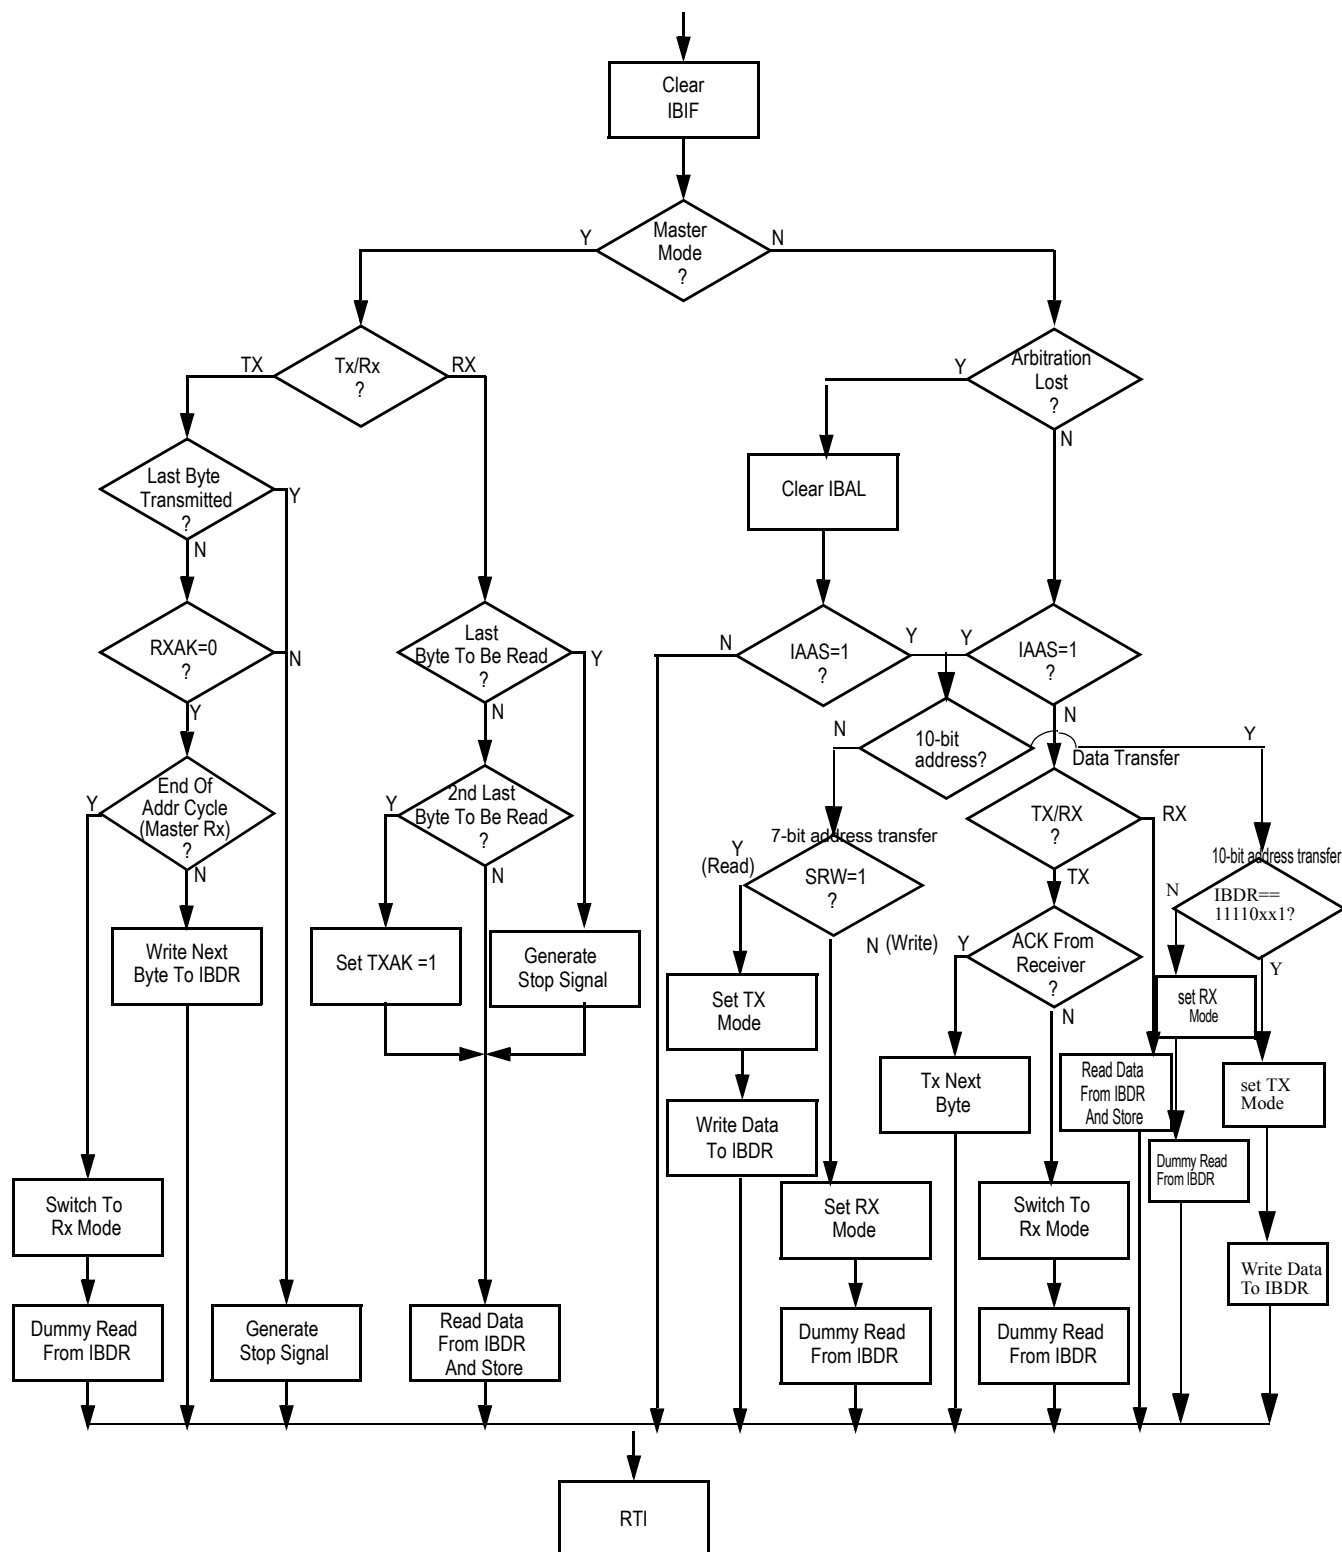 Clear
IBIF
Y
Master
Mode
?
N
TX
Tx/Rx
?
RX
Y
Arbitration
Lost
?
N
Last Byte
Transmitted
?
Y
N
Clear IBAL
RXAK=0
?
N
Y
Last
Byte To Be Read
?
Y
N
N
IAAS=1
?
Y
Y
IAAS=1
?
N
N
10-bit
address?
Data Transfer
Y
End Of
Addr Cycle
(Master Rx)
?
Y
N
Y
2nd Last
Byte To Be Read
?
N
7-bit address transfer
Y
(Read)
SRW=1
?
N (Write)
TX/RX
?
RX
TX
10-bit address transfer
N
IBDR==
11110xx1?
Y
Write Next
Byte To IBDR
Set TXAK =1
Generate
Stop Signal
Y
ACK From
Receiver
?
N
Set TX
Mode
set RX
Mode
Tx Next
Byte
Read Data
From IBDR
And Store
set TX
Mode
Write Data
To IBDR
Dummy Read
From IBDR
Switch To
Rx Mode
Set RX
Mode
Switch To
Rx Mode
Write Data
To IBDR
Dummy Read
From IBDR
Generate
Stop Signal
Read Data
From IBDR
And Store
Dummy Read
From IBDR
Dummy Read
From IBDR
RTI